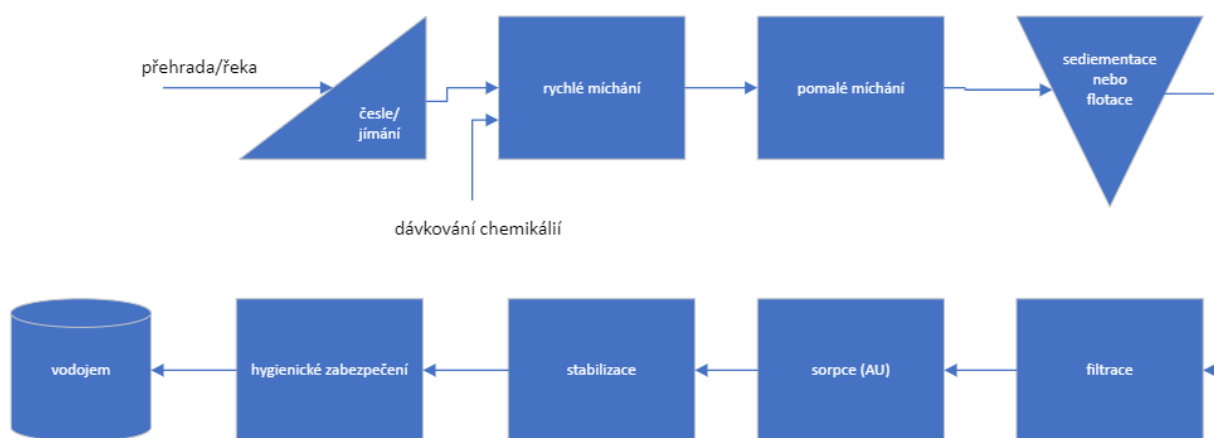 přehrada/řeka
česle/
jímání
rychlé míchání
pomalé míchání
sediementace
nebo
flotace
dávkování chemikálií
vodojem
hygienické zabezpečení
stabilizace
sorpce (AU)
filtrace